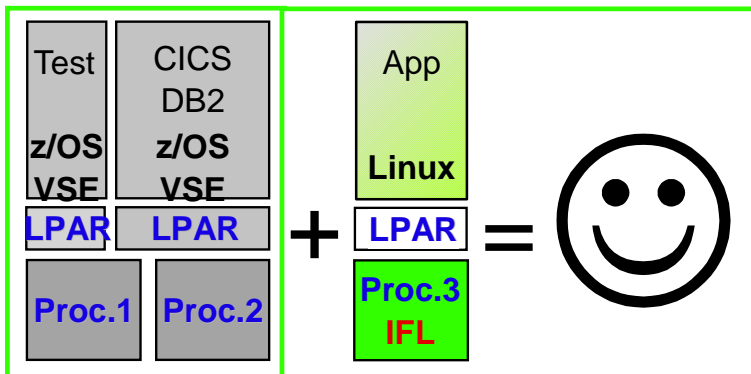 Test
z/OS
VSE
LPAR
CICS
DB2
z/OS
VSE
LPAR
Proc.1
Proc.2
+
App
Linux
LPAR
Proc.3
IFL
=